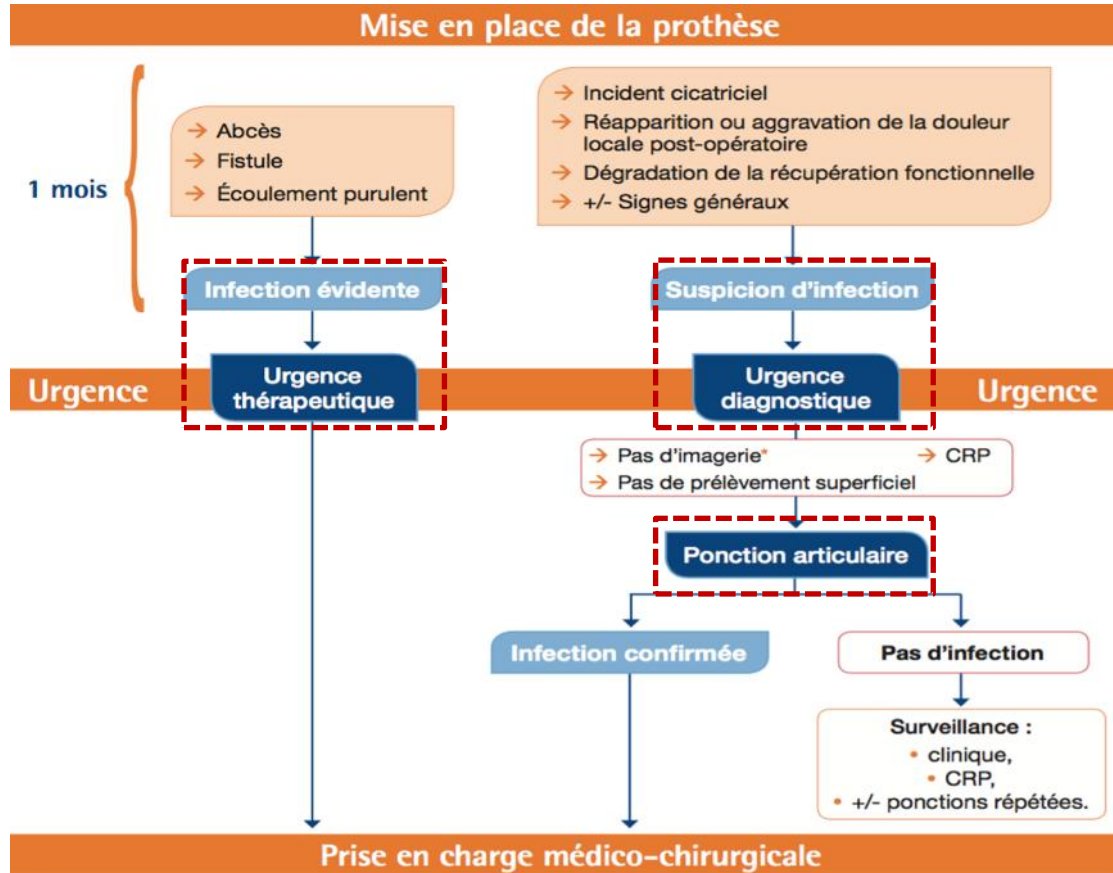 Mise en place de la prothèse
1 mois
→ Abcès
→ Fistule
→ Écoulement purulent
→ Incident cicatriciel
→ Réapparition ou aggravation de la douleur
locale post-opératoire
→ Dégradation de la récupération fonctionnelle
→ +/- Signes généraux
Infection évidente
Suspicion d'infection
Urgence
Urgence
thérapeutique
Urgence
diagnostique
Urgence
→ Pas d'imagerie*
→ CRP
→ Pas de prélèvement superficiel
Ponction articulaire
Infection confirmée
Pas d'infection
Surveillance :
• clinique,
• CRP,
• +/- ponctions répétées.
Prise en charge médico-chirurgicale